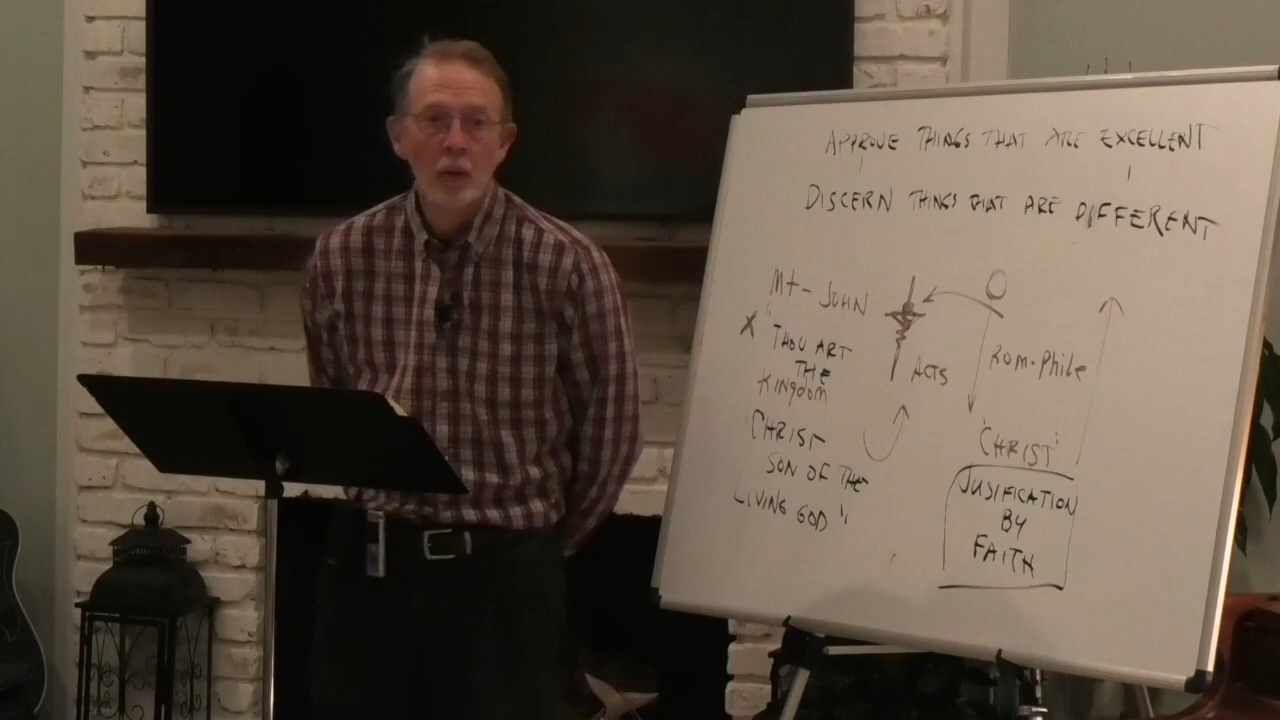 APPROVE THINGS THAT ARE EXCELLENT
DISCERN THINGS THAT ARE DIFFERENT
Mt - JOHN
X "THOU ART
THE
KINGDOM
ACTS
ROM - Phile
'CHRIST
SON OF THE
LIVING GOD"
'CHRIST'
JUSIFICATION
BY
FAITH